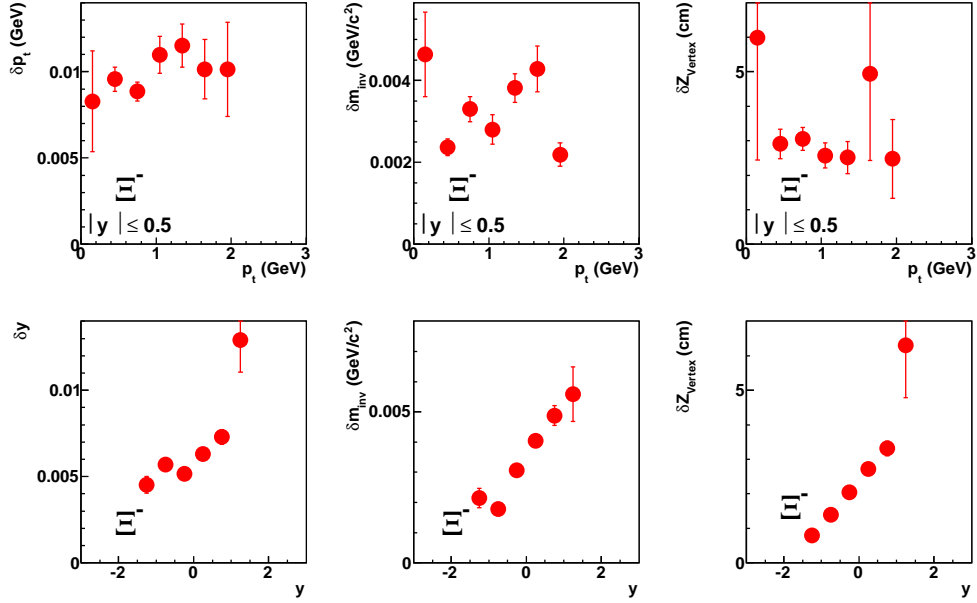 δp_t (GeV)
0.01
0.005
0
Ξ⁻
| y | ≤ 0.5
0 1 2 3
p_t (GeV)
δm_inv (GeV/c²)
0.004
0.002
0
Ξ⁻
| y | ≤ 0.5
0 1 2 3
p_t (GeV)
δZ_Vertex (cm)
5
0
Ξ⁻
| y | ≤ 0.5
0 1 2 3
p_t (GeV)
δy
0.01
0.005
0
Ξ⁻
-2 0 2
y
δm_inv (GeV/c²)
0.005
0
Ξ⁻
-2 0 2
y
δZ_Vertex (cm)
5
0
Ξ⁻
-2 0 2
y